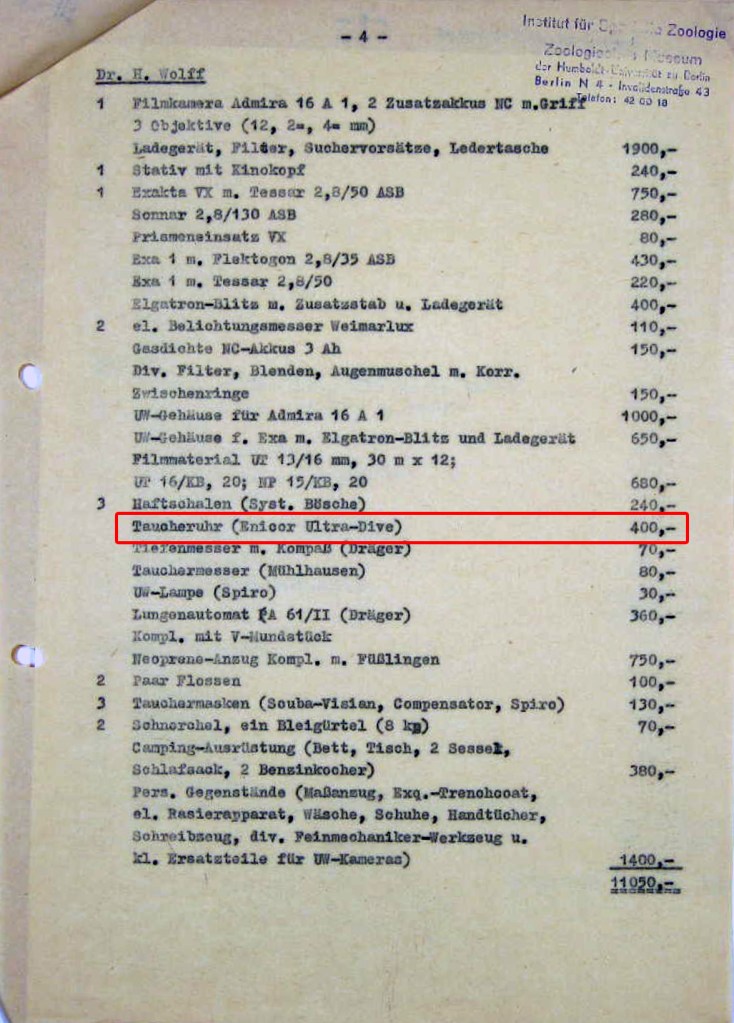 - 4 -
Institut für Spezielle Zoologie
Zoologisches Museum
der Humboldt-Universität zu Berlin
Berlin N 4 - Invalidenstraße 43
Telefon: 42 00 18
Dr. H. Wolff
1 Filmkamera Admira 16 A 1, 2 Zusatzakkus NC m.Griff
3 Objektive (12, 2=, 4= mm)
Ladegerät, Filter, Suchervorsätze, Ledertasche 1900,-
1 Stativ mit Kinokopf 240,-
1 Exakta VX m. Tessar 2,8/50 ASB 750,-
Sonnar 2,8/130 ASB 280,-
Prismeneinsatz VX 80,-
Exa 1 m. Flektogon 2,8/35 ASB 430,-
Exa 1 m. Tessar 2,8/50 220,-
Elgatron-Blitz m. Zusatzstab u. Ladegerät 400,-
2 el. Belichtungsmesser Weimarlux 110,-
Gasdichte NC-Akkus 3 Ah 150,-
Div. Filter, Blenden, Augenmuschel m. Korr.
Zwischenringe 150,-
UW-Gehäuse für Admira 16 A 1 1000,-
UW-Gehäuse f. Exa m. Elgatron-Blitz und Ladegerät 650,-
Filmmaterial UT 13/16 mm, 30 m x 12;
UT 16/KB, 20; NP 15/KB, 20 680,-
3 Haftschalen (Syst. Büsche) 240.-
Taucheruhr (Enicor Ultra-Dive) 400,-
Tiefenmesser m. Kompaß (Dräger) 70,-
Tauchermesser (Mühlhausen) 80,-
UW-Lampe (Spiro) 30,-
Lungenautomat PA 61/II (Dräger) 360,-
Kompl. mit V-Mundstück
Neoprene-Anzug Kompl. m. Füßlingen 750,-
2 Paar Flossen 100,-
3 Tauchermasken (Scuba-Visian, Compensator, Spiro) 130,-
2 Schnorchel, ein Bleigürtel (8 kg) 70,-
Camping-Ausrüstung (Bett, Tisch, 2 Sessel,
Schlafsack, 2 Benzinkocher) 380,-
Pers. Gegenstände (Maßanzug, Exq.-Trenchcoat,
el. Rasierapparat, Wäsche, Schuhe, Handtücher,
Schreibzeug, div. Feinmechaniker-Werkzeug u.
kl. Ersatzteile für UW-Kameras) 1400,-
11050,-